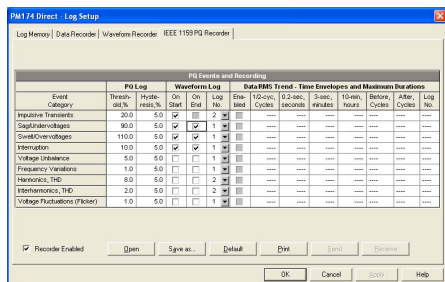 PM174 Direct - Log Setup
Log Memory Data Recorder Waveform Recorder IEEE 1159 PQ Recorder
PQ Events and Recording
PQ Log Waveform Log Data RMS Trend - Time Envelopes and Maximum Durations
Event Category Thresh-old,% Hyste-resis,% On Start On End Log No. Ena-bled 1/2-cyc, Cycles 0.2-sec, seconds 3-sec, minutes 10-min, hours Before, Cycles After, Cycles Log No.
Impulsive Transients 20.0 5.0 2 ---- ---- ---- ---- ---- ---- ----
Sag/Undervoltages 90.0 5.0 1 ---- ---- ---- ---- ---- ---- ----
Swell/Overvoltages 110.0 5.0 1 ---- ---- ---- ---- ---- ---- ----
Interruption 10.0 5.0 1 ---- ---- ---- ---- ---- ---- ----
Voltage Unbalance 5.0 5.0 1 ---- ---- ---- ---- ---- ---- ----
Frequency Variations 1.0 5.0 1 ---- ---- ---- ---- ---- ---- ----
Harmonics, THD 8.0 5.0 2 ---- ---- ---- ---- ---- ---- ----
Interharmonics, THD 2.0 5.0 2 ---- ---- ---- ---- ---- ---- ----
Voltage Fluctuations (Flicker) 1.0 5.0 1 ---- ---- ---- ---- ---- ---- ----
Recorder Enabled Open Save as... Default Print Send Receive
OK Cancel Apply Help